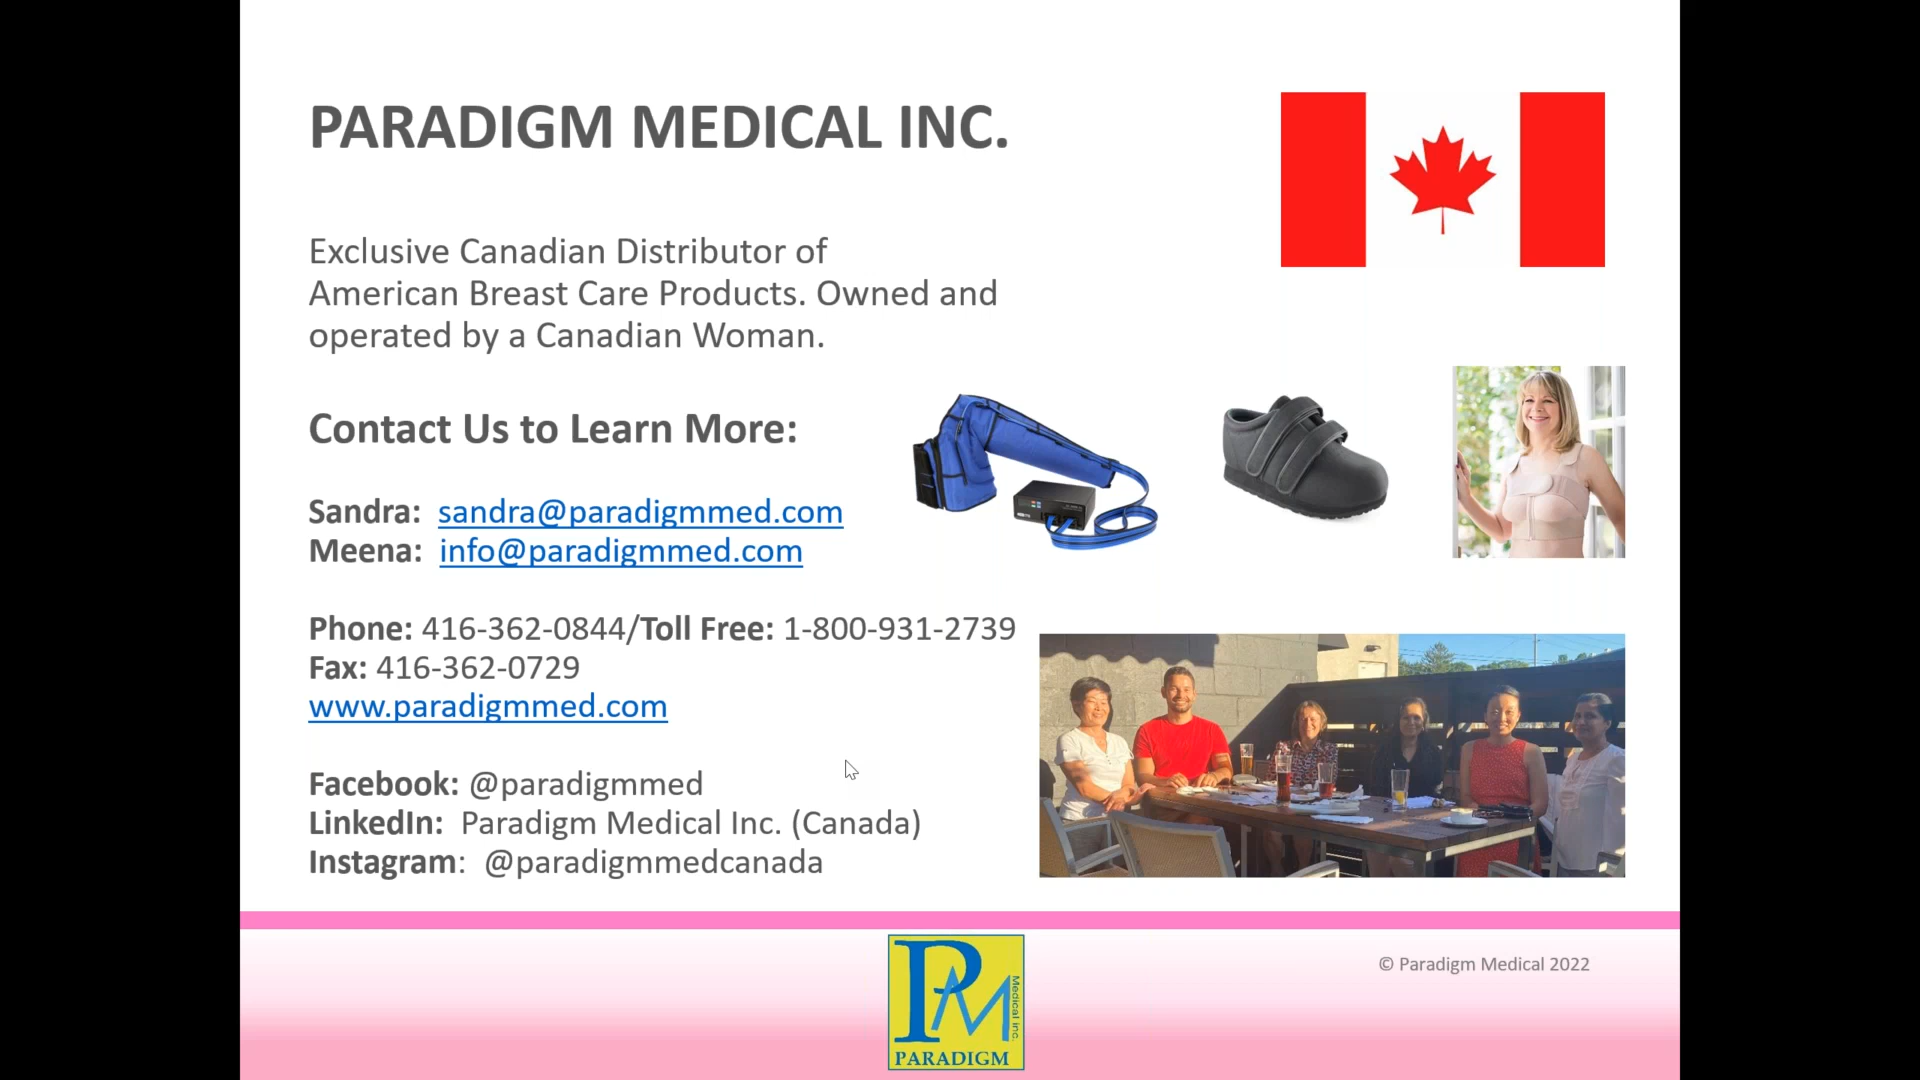 PARADIGM MEDICAL INC.
Exclusive Canadian Distributor of
American Breast Care Products. Owned and
operated by a Canadian Woman.
Contact Us to Learn More:
Sandra: sandra@paradigmmed.com
Meena: info@paradigmmed.com
Phone: 416-362-0844/Toll Free: 1-800-931-2739
Fax: 416-362-0729
www.paradigmmed.com
Facebook: @paradigmmed
LinkedIn: Paradigm Medical Inc. (Canada)
Instagram: @paradigmmedcanada
© Paradigm Medical 2022
PM
Medical inc.
PARADIGM